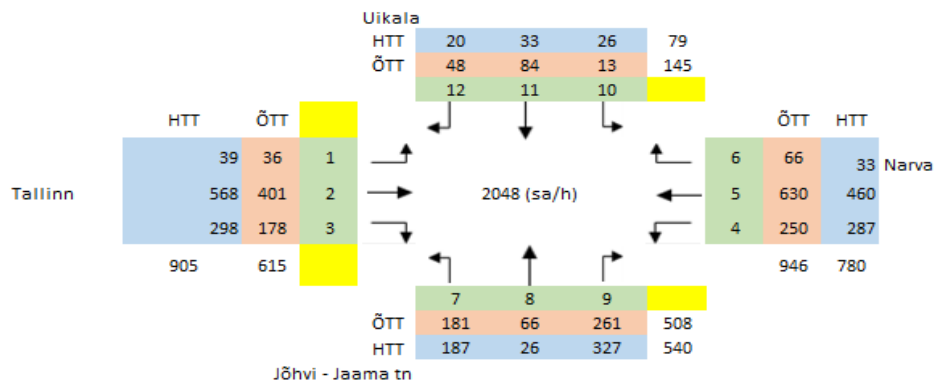 Uikala
HTT 20 33 26 79
ÕTT 48 84 13 145
12 11 10
HTT ÕTT
39 36 1
Tallinn 568 401 2
298 178 3
905 615
2048 (sa/h)
ÕTT HTT
6 66 33 Narva
5 630 460
4 250 287
946 780
7 8 9
ÕTT 181 66 261 508
HTT 187 26 327 540
Jõhvi - Jaama tn